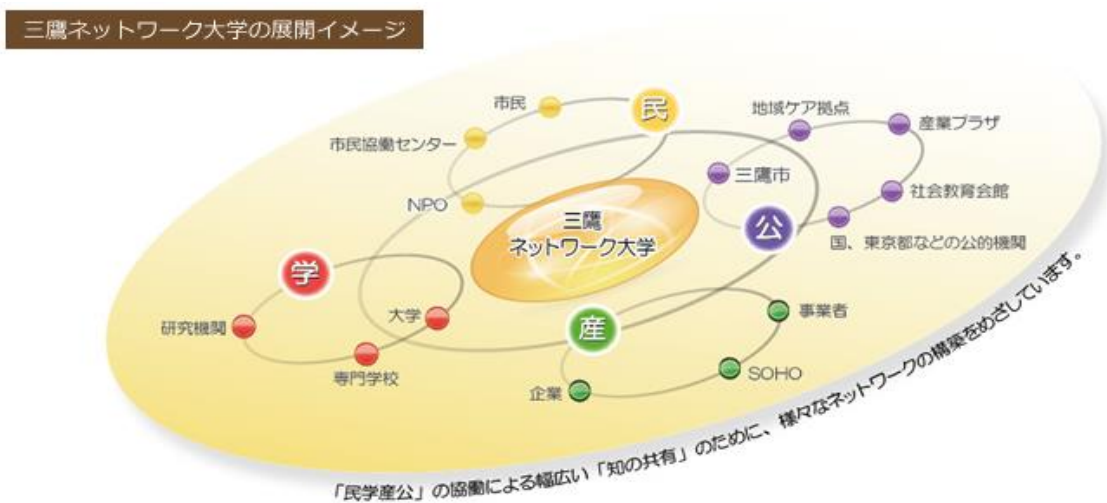 三鷹ネットワーク大学の展開イメージ
市民
民
市民協働センター
NPO
地域ケア拠点
産業プラザ
三鷹市
社会教育会館
公
国、東京都などの公的機関
三鷹
ネットワーク大学
学
研究機関
大学
専門学校
産
事業者
企業
SOHO
「民学産公」の協働による幅広い「知の共有」のために、様々なネットワークの構築をめざしています。